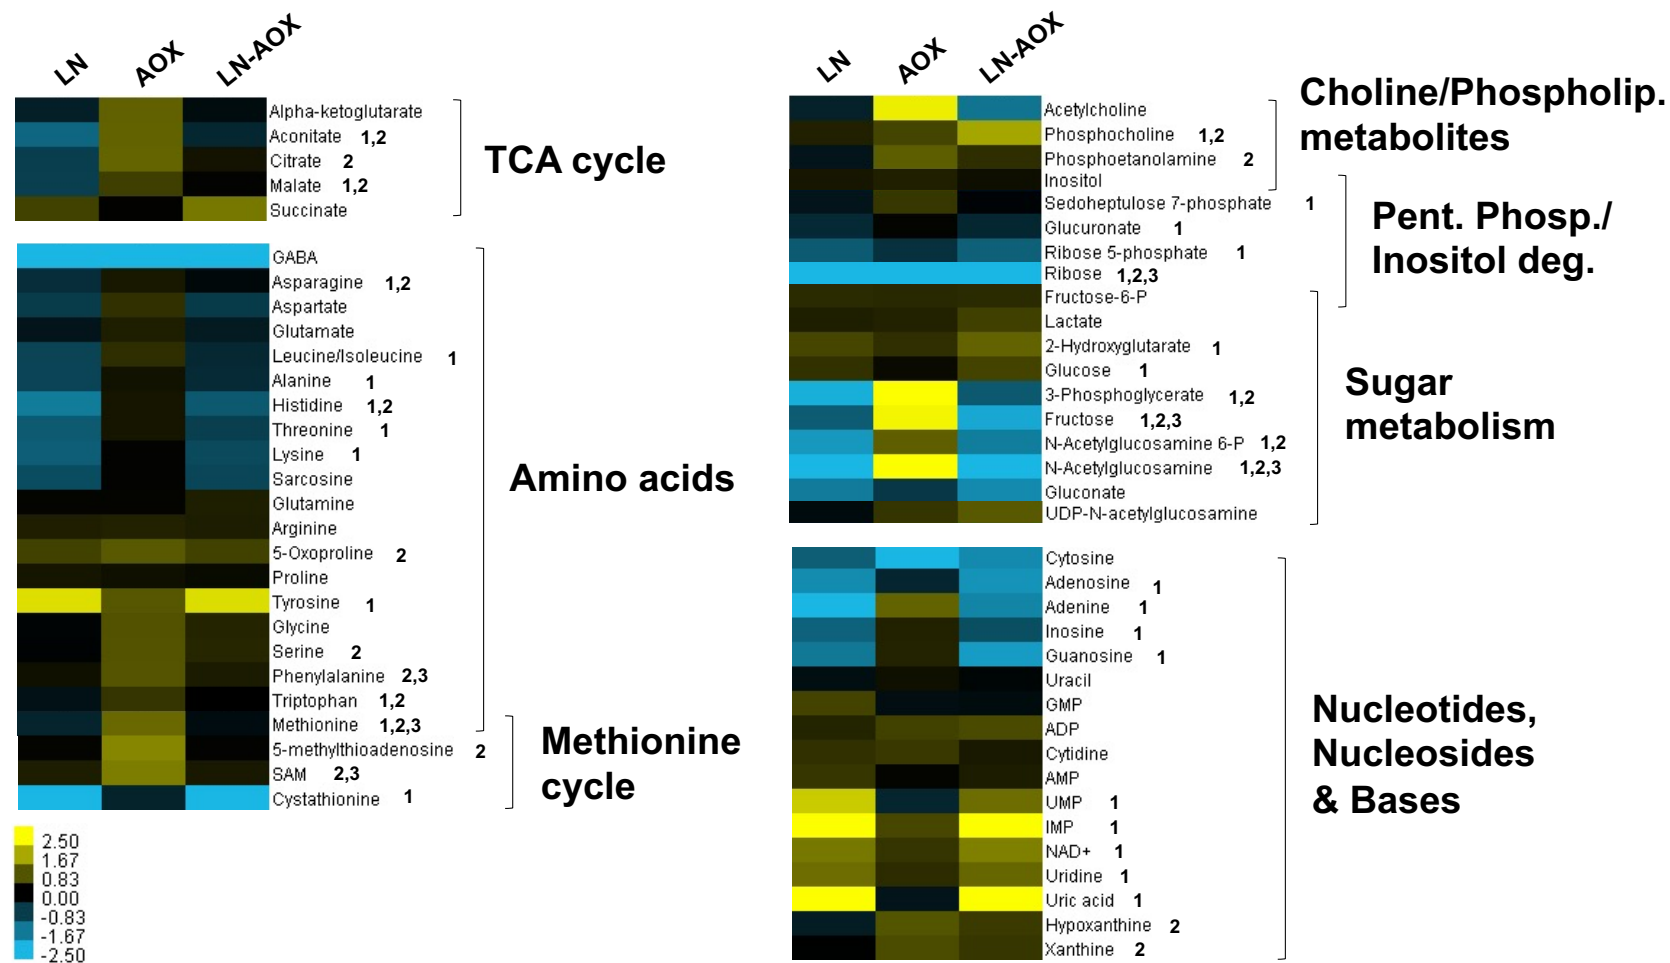 LN AOX LN-AOX
Alpha-ketoglutarate
Aconitate 1,2
Citrate 2
Malate 1,2
Succinate
TCA cycle
GABA
Asparagine 1,2
Aspartate
Glutamate
Leucine/Isoleucine 1
Alanine 1
Histidine 1,2
Threonine 1
Lysine 1
Sarcosine
Glutamine
Arginine
5-Oxoproline 2
Proline
Tyrosine 1
Glycine
Serine 2
Phenylalanine 2,3
Triptophan 1,2
Methionine 1,2,3
5-methylthioadenosine 2
SAM 2,3
Cystathionine 1
Amino acids
Methionine
cycle
2.50
1.67
0.83
0.00
-0.83
-1.67
-2.50
LN AOX LN-AOX
Acetylcholine
Phosphocholine 1,2
Phosphoetanolamine 2
Inositol
Sedoheptulose 7-phosphate 1
Glucuronate 1
Ribose 5-phosphate 1
Ribose 1,2,3
Fructose-6-P
Lactate
2-Hydroxyglutarate 1
Glucose 1
3-Phosphoglycerate 1,2
Fructose 1,2,3
N-Acetylglucosamine 6-P 1,2
N-Acetylglucosamine 1,2,3
Gluconate
UDP-N-acetylglucosamine
Choline/Phospholip.
metabolites
Pent. Phosp./
Inositol deg.
Sugar
metabolism
Cytosine
Adenosine 1
Adenine 1
Inosine 1
Guanosine 1
Uracil
GMP
ADP
Cytidine
AMP
UMP 1
IMP 1
NAD+ 1
Uridine 1
Uric acid 1
Hypoxanthine 2
Xanthine 2
Nucleotides,
Nucleosides
& Bases